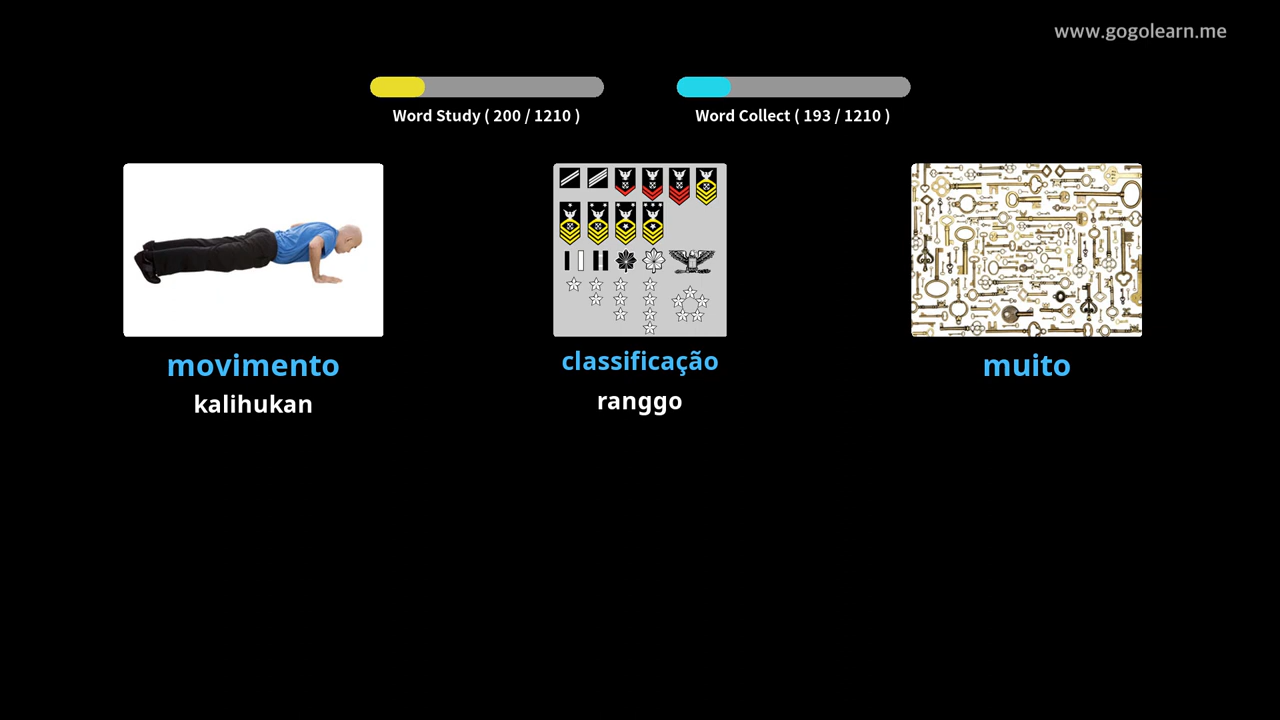 www.gogolearn.me
Word Study ( 200 / 1210 )
Word Collect ( 193 / 1210 )
movimento
kalihukan
classificação
ranggo
muito